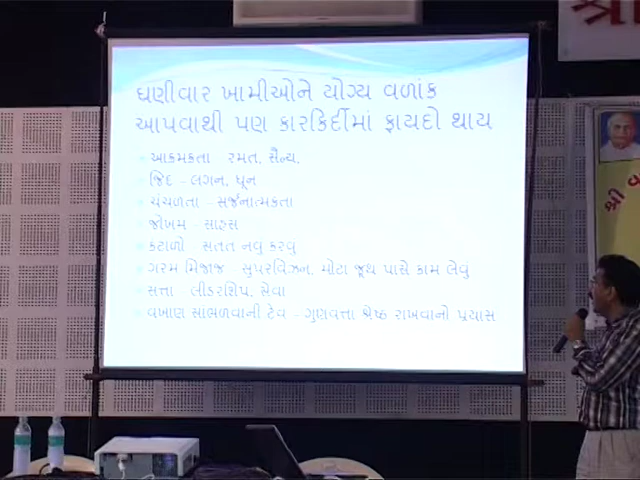 ઘણીવાર ખામીઓને યોગ્ય વળાંક
આપવાથી પણ કારકિર્દીમાં ફાયદો થાય
આક્રમકતા રમત, સૈન્ય,
જિદ - લગન, ધૂન
ચંચળતા - સર્જનાત્મકતા
જોખમ - સાહસ
કંટાળો સતત નવું કરવું
ગરમ મિજાજ સુપરવિઝન, મોટા જૂથ પાસે કામ લેવું
સત્તા લીડરશિપ, સેવા
વખાણ સાંભળવાની ટેવ - ગુણવત્તા શ્રેષ્ઠ રાખવાનો પ્રયાસ
શ્રી
શ્રી